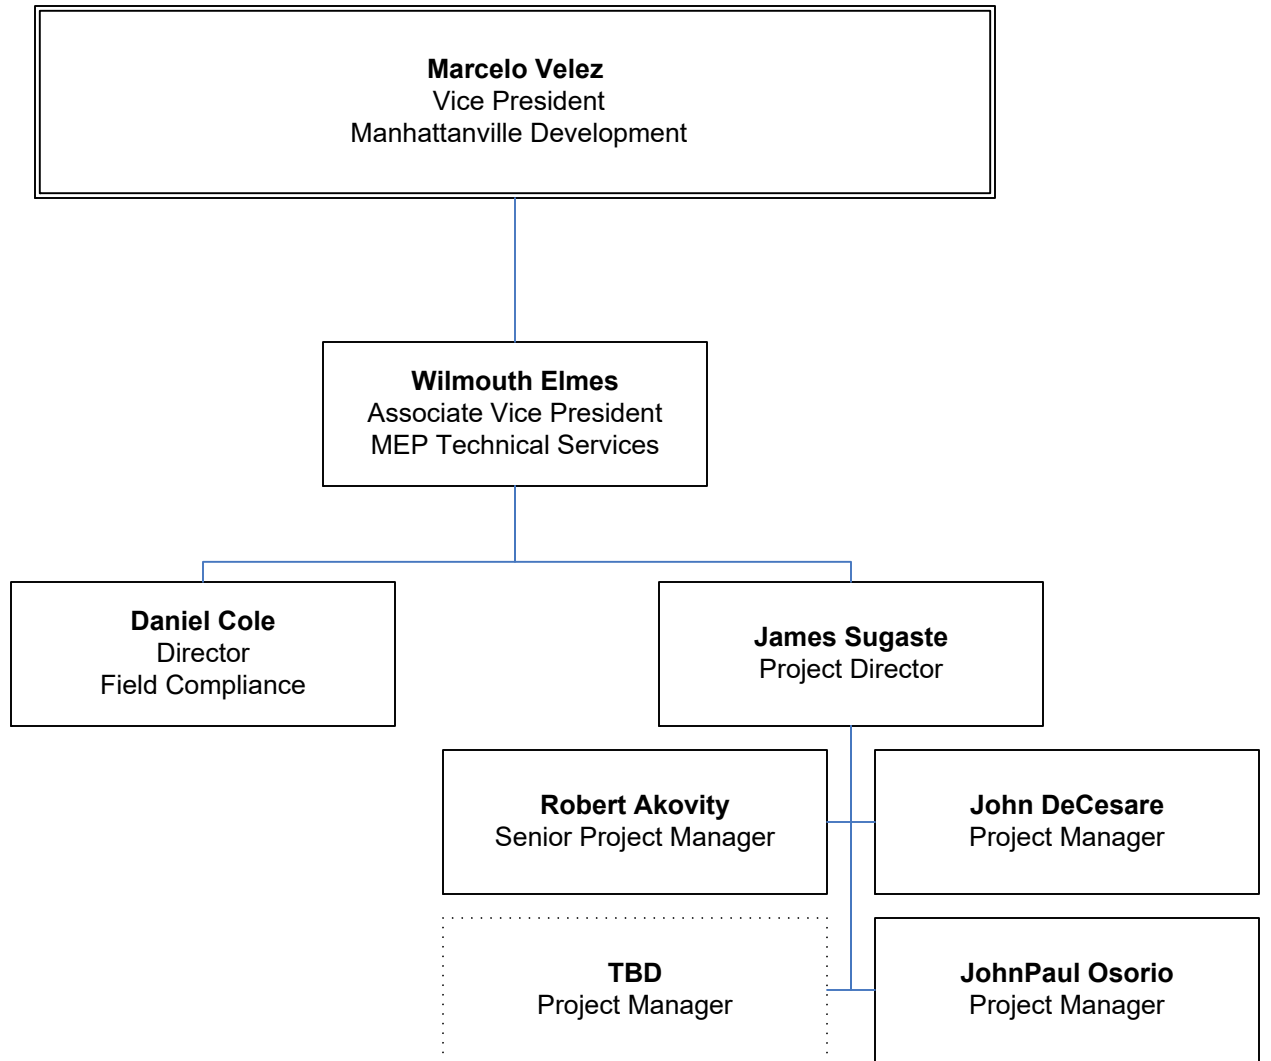 Marcelo Velez
Vice President
Manhattanville Development
Wilmouth Elmes
Associate Vice President
MEP Technical Services
Daniel Cole
Director
Field Compliance
James Sugaste
Project Director
Robert Akovity
Senior Project Manager
John DeCesare
Project Manager
TBD
Project Manager
JohnPaul Osorio
Project Manager